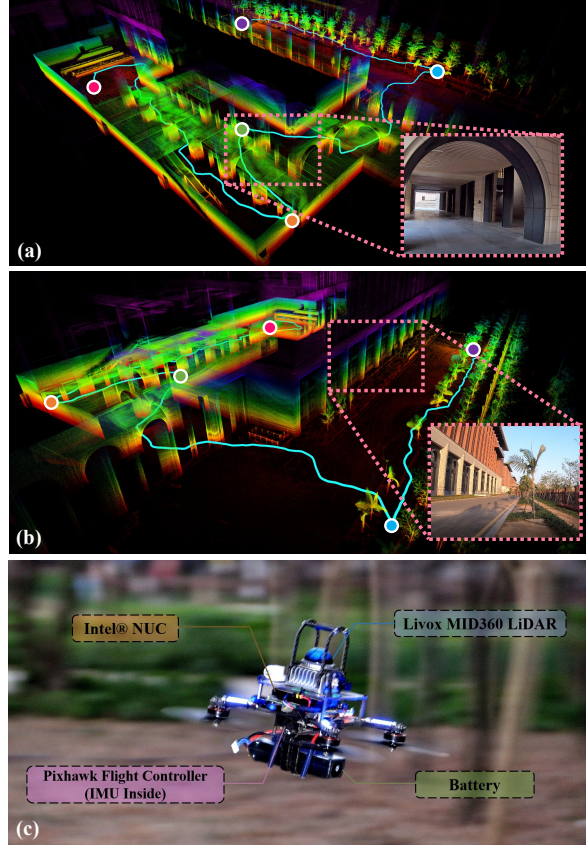 (a)
(b)
Intel® NUC
Livox MID360 LiDAR
Pixhawk Flight Controller
(IMU Inside)
Battery
(c)